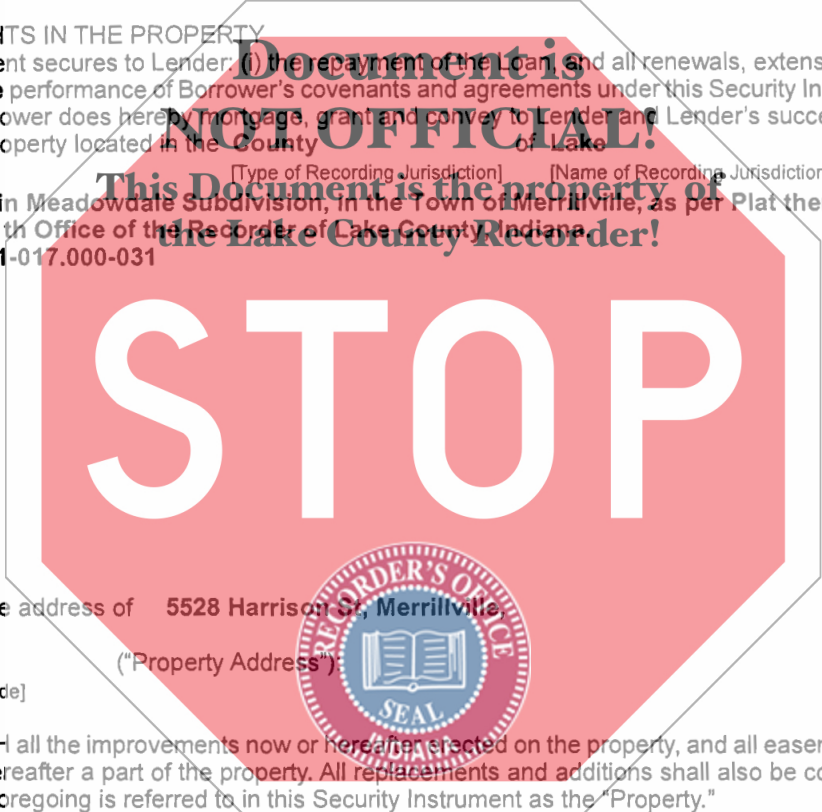 TS IN THE PROPERTY
ent secures to Lender: (i) the repayment of the Loan, and all renewals, extens
Document is
e performance of Borrower's covenants and agreements under this Security In
ower does hereby mortgage, grant and convey to Lender and Lender's succe
NOT OFFICIAL!
operty located in the County of Lake
[Type of Recording Jurisdiction] [Name of Recording Jurisdiction
This Document is the property of
in Meadowdale Subdivision, in the Town of Merrillville, as per Plat the
th Office of the Recorder of Lake County, Indiana.
the Lake County Recorder!
1-017.000-031
STOP
RECORDER'S OFFICE
e address of 5528 Harrison St, Merrillville,
("Property Address"):
de]
SEAL
INDIANA
all the improvements now or hereafter erected on the property, and all easer
ereafter a part of the property. All replacements and additions shall also be co
oregoing is referred to in this Security Instrument as the "Property."